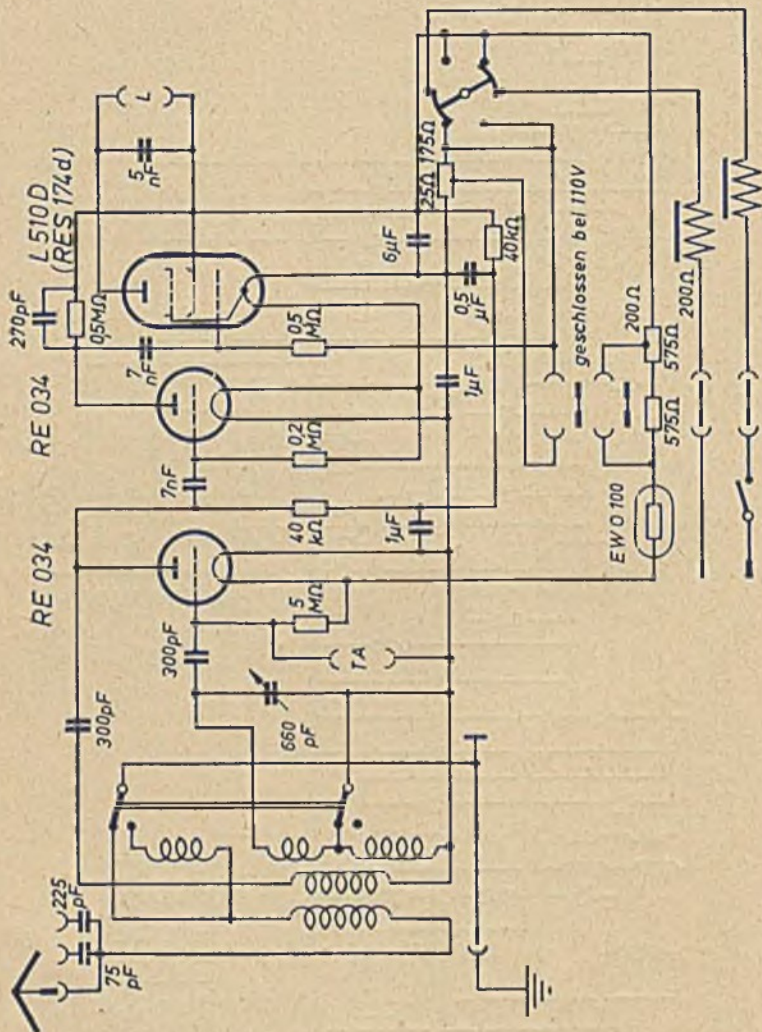 75
pF
225
pF
300pF
660
pF
300pF
TA
5
MΩ
RE 034
40
kΩ
1µF
7nF
0,2
MΩ
RE 034
270pF
0,5MΩ
7
nF
0,5
MΩ
L510D
(RES 174d)
5
nF
L
1µF
0,5
µF
6µF
40kΩ
25Ω 175Ω
geschlossen bei 110V
EW O 100
575Ω
575Ω
200Ω
200Ω